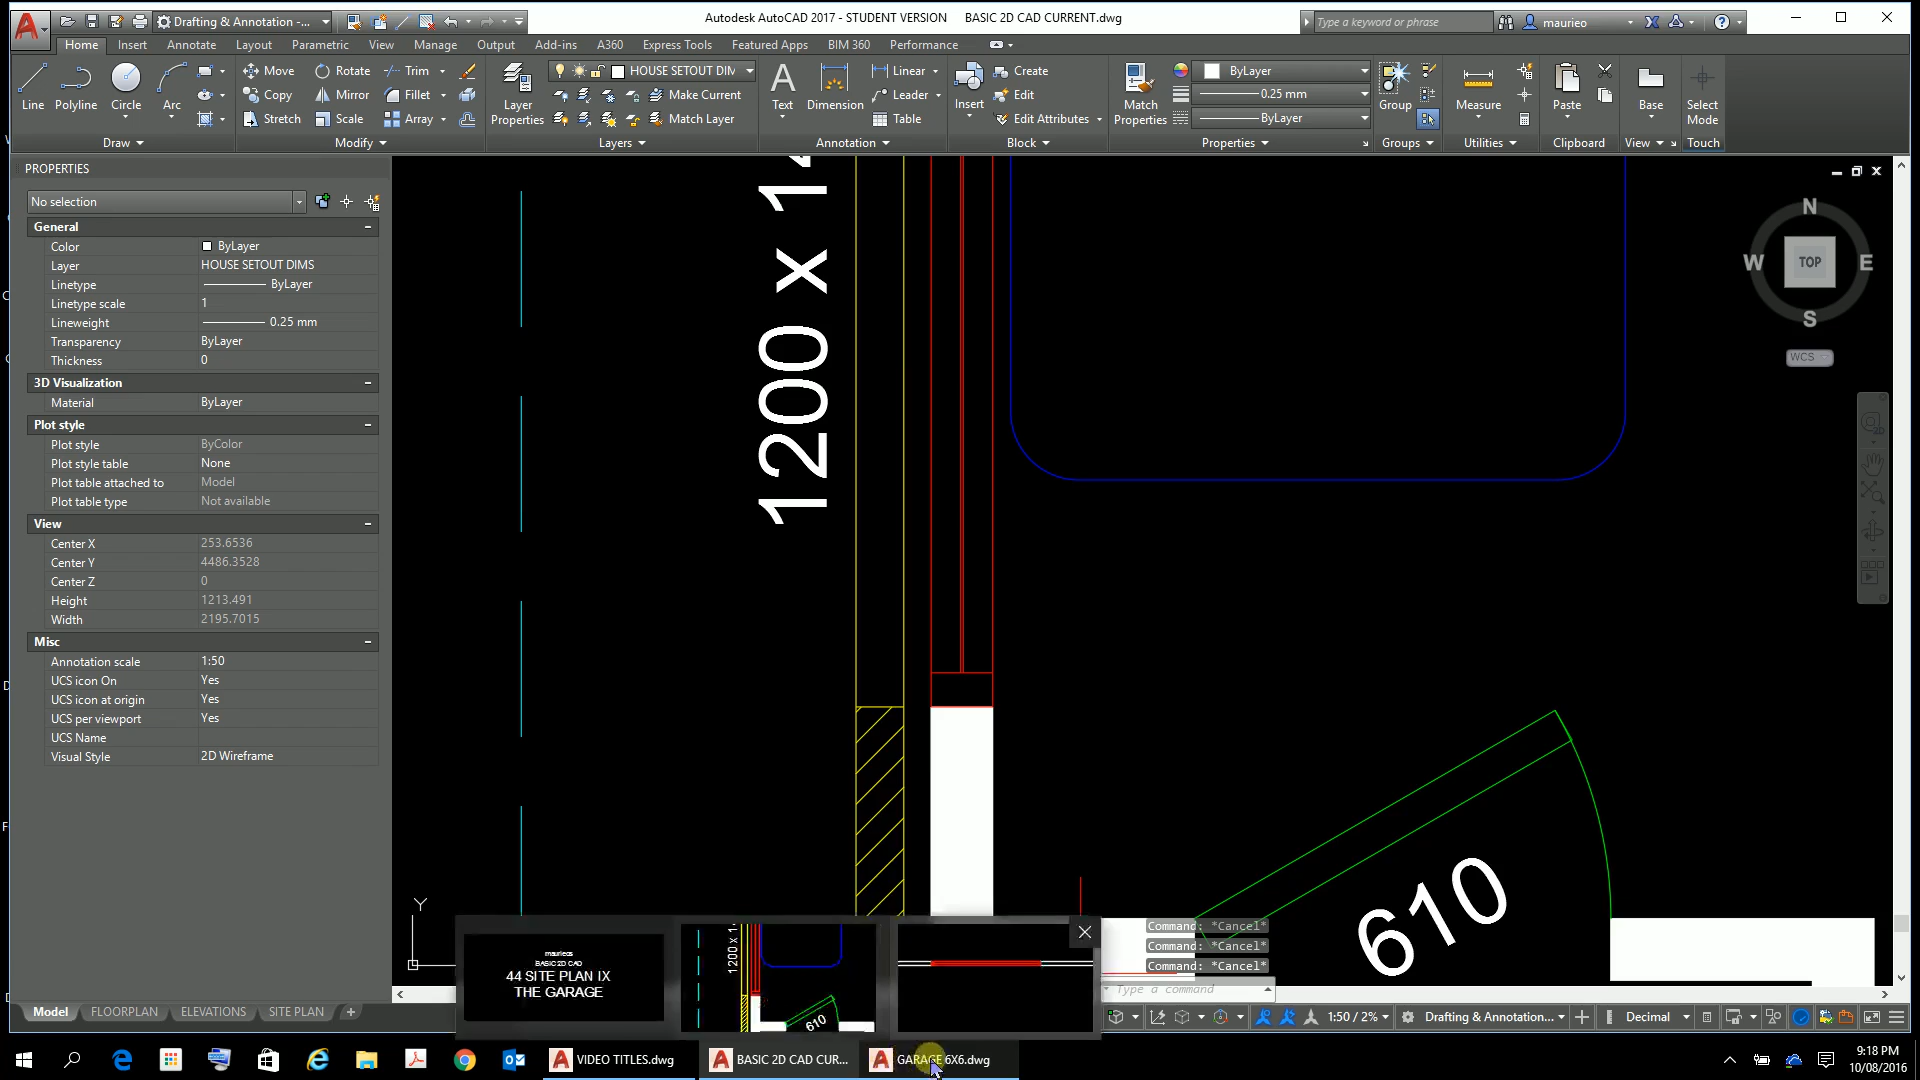 Drafting & Annotation -...
Autodesk AutoCAD 2017 - STUDENT VERSION BASIC 2D CAD CURRENT.dwg
Type a keyword or phrase
maurieo
Home Insert Annotate Layout Parametric View Manage Output Add-ins A360 Express Tools Featured Apps BIM 360 Performance
Line Polyline Circle Arc
Move Rotate Trim
Copy Mirror Fillet
Stretch Scale Array
Layer Properties
HOUSE SETOUT DIM
Make Current
Match Layer
Text Dimension
Linear
Leader
Table
Insert
Create
Edit
Edit Attributes
Match Properties
ByLayer
0.25 mm
ByLayer
Group
Measure
Paste
Base
Select Mode
Draw Modify Layers Annotation Block Properties Groups Utilities Clipboard View Touch
PROPERTIES
No selection
General
Color ByLayer
Layer HOUSE SETOUT DIMS
Linetype ByLayer
Linetype scale 1
Lineweight 0.25 mm
Transparency ByLayer
Thickness 0
3D Visualization
Material ByLayer
Plot style
Plot style ByColor
Plot style table None
Plot table attached to Model
Plot table type Not available
View
Center X 253.6536
Center Y 4486.3528
Center Z 0
Height 1213.491
Width 2195.7015
Misc
Annotation scale 1:50
UCS icon On Yes
UCS icon at origin Yes
UCS per viewport Yes
UCS Name
Visual Style 2D Wireframe
1200 x 14
610
N
W TOP E
S
WCS
Y
maurieos
BASIC 2D CAD
44 SITE PLAN IX
THE GARAGE
1200 x 1
610
Command: *Cancel*
Command: *Cancel*
Command: *Cancel*
Type a command
Model FLOORPLAN ELEVATIONS SITE PLAN
1:50 / 2% Drafting & Annotation... Decimal
VIDEO TITLES.dwg
BASIC 2D CAD CUR...
GARAGE 6X6.dwg
9:18 PM
10/08/2016